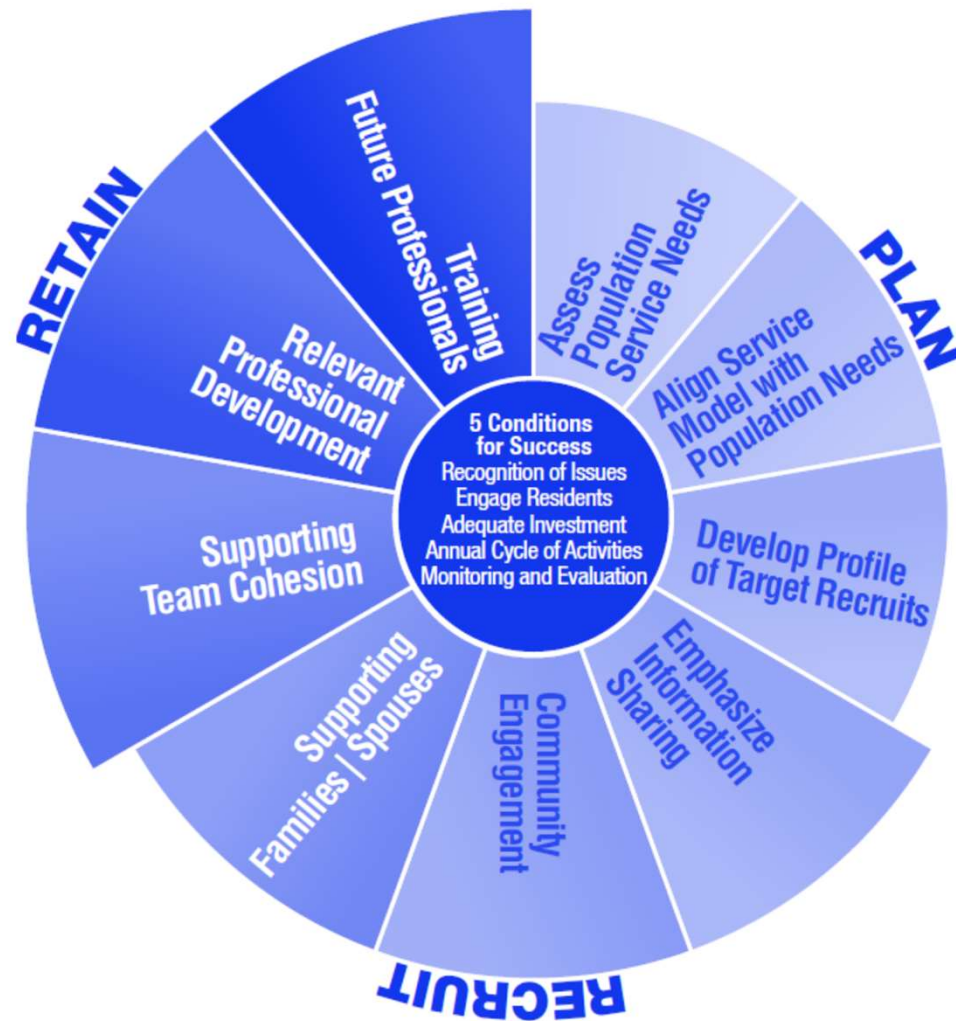 PLAN
Assess
Population
Service Needs
Align Service
Model with
Population Needs
Develop Profile
of Target Recruits
RECRUIT
Emphasize
Information
Sharing
Community
Engagement
Supporting
Families | Spouses
RETAIN
Supporting
Team Cohesion
Relevant
Professional
Development
Training
Future Professionals
5 Conditions
for Success
Recognition of Issues
Engage Residents
Adequate Investment
Annual Cycle of Activities
Monitoring and Evaluation